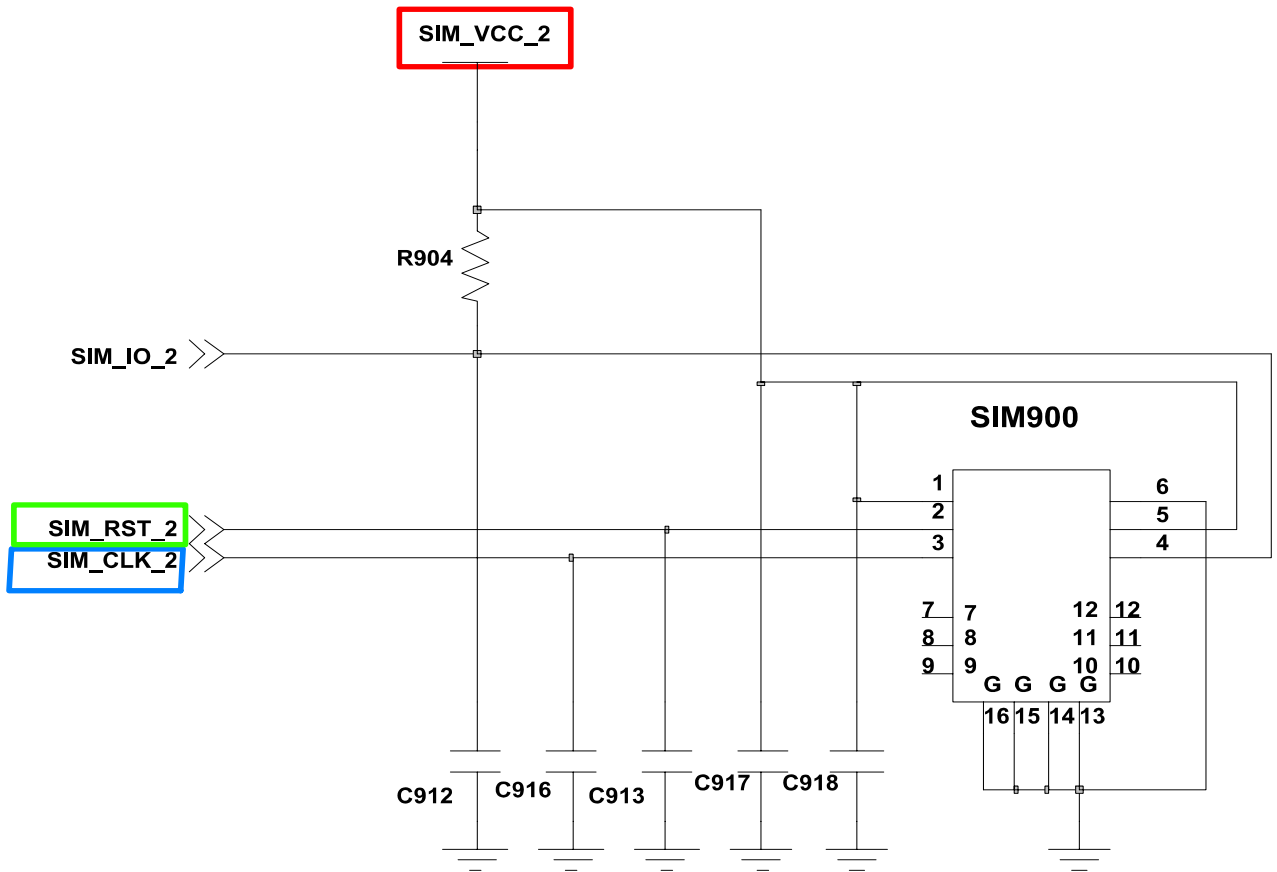 SIM_VCC_2
R904
SIM_IO_2
SIM900
1
6
2
5
SIM_RST_2
3
4
SIM_CLK_2
7 7 12 12
8 8 11 11
9 9 10 10
G G G G
16 15 14 13
C912 C916 C913 C917 C918